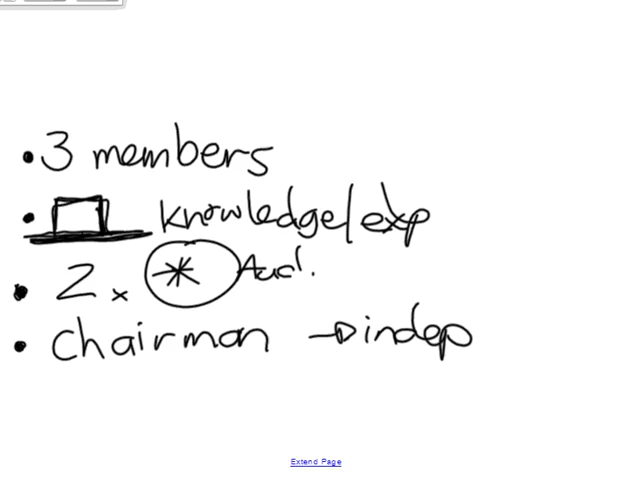 • 3 members
• knowledge/exp
• 2 x * Aud.
• chairman → indep
Extend Page